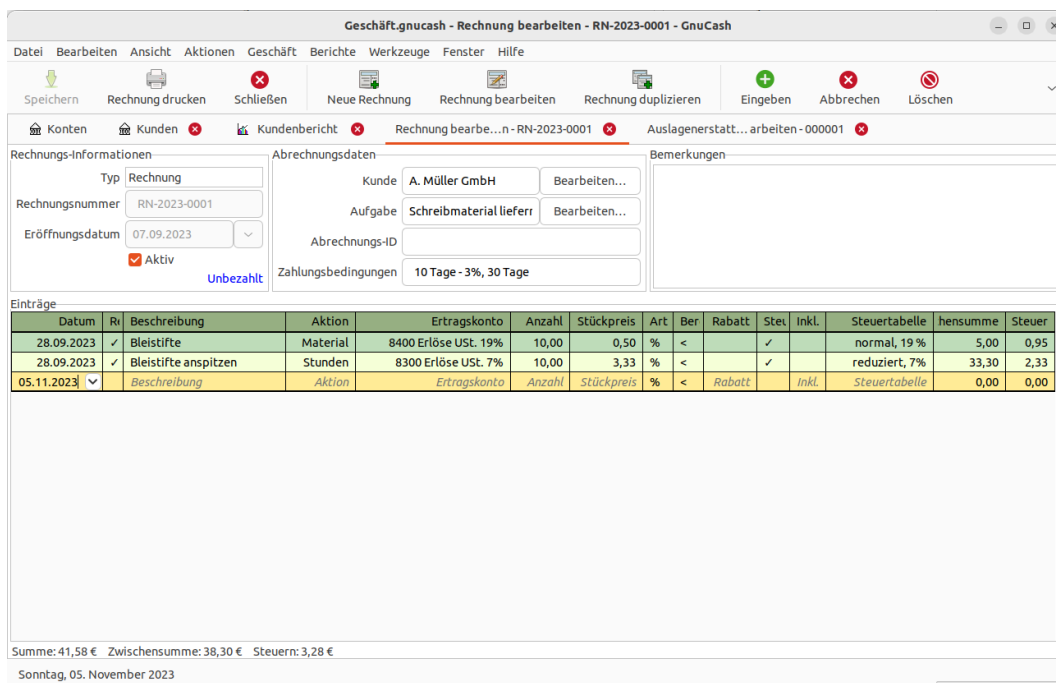 Geschäft.gnucash - Rechnung bearbeiten - RN-2023-0001 - GnuCash
Datei Bearbeiten Ansicht Aktionen Geschäft Berichte Werkzeuge Fenster Hilfe
Speichern Rechnung drucken Schließen Neue Rechnung Rechnung bearbeiten Rechnung duplizieren Eingeben Abbrechen Löschen
Konten Kunden Kundenbericht Rechnung bearbe…n - RN-2023-0001 Auslagenerstatt… arbeiten - 000001
Rechnungs-Informationen Abrechnungsdaten Bemerkungen
Typ Rechnung Kunde A. Müller GmbH Bearbeiten…
Rechnungsnummer RN-2023-0001 Aufgabe Schreibmaterial liefern Bearbeiten…
Eröffnungsdatum 07.09.2023 Abrechnungs-ID
Aktiv
Unbezahlt Zahlungsbedingungen 10 Tage - 3%, 30 Tage
Einträge
Datum Re Beschreibung Aktion Ertragskonto Anzahl Stückpreis Art Ber Rabatt Steu Inkl. Steuertabelle hensumme Steuer
28.09.2023 ✓ Bleistifte Material 8400 Erlöse USt. 19% 10,00 0,50 % < ✓ normal, 19 % 5,00 0,95
28.09.2023 ✓ Bleistifte anspitzen Stunden 8300 Erlöse USt. 7% 10,00 3,33 % < ✓ reduziert, 7% 33,30 2,33
05.11.2023 Beschreibung Aktion Ertragskonto Anzahl Stückpreis % < Rabatt Inkl. Steuertabelle 0,00 0,00
Summe: 41,58 € Zwischensumme: 38,30 € Steuern: 3,28 €
Sonntag, 05. November 2023